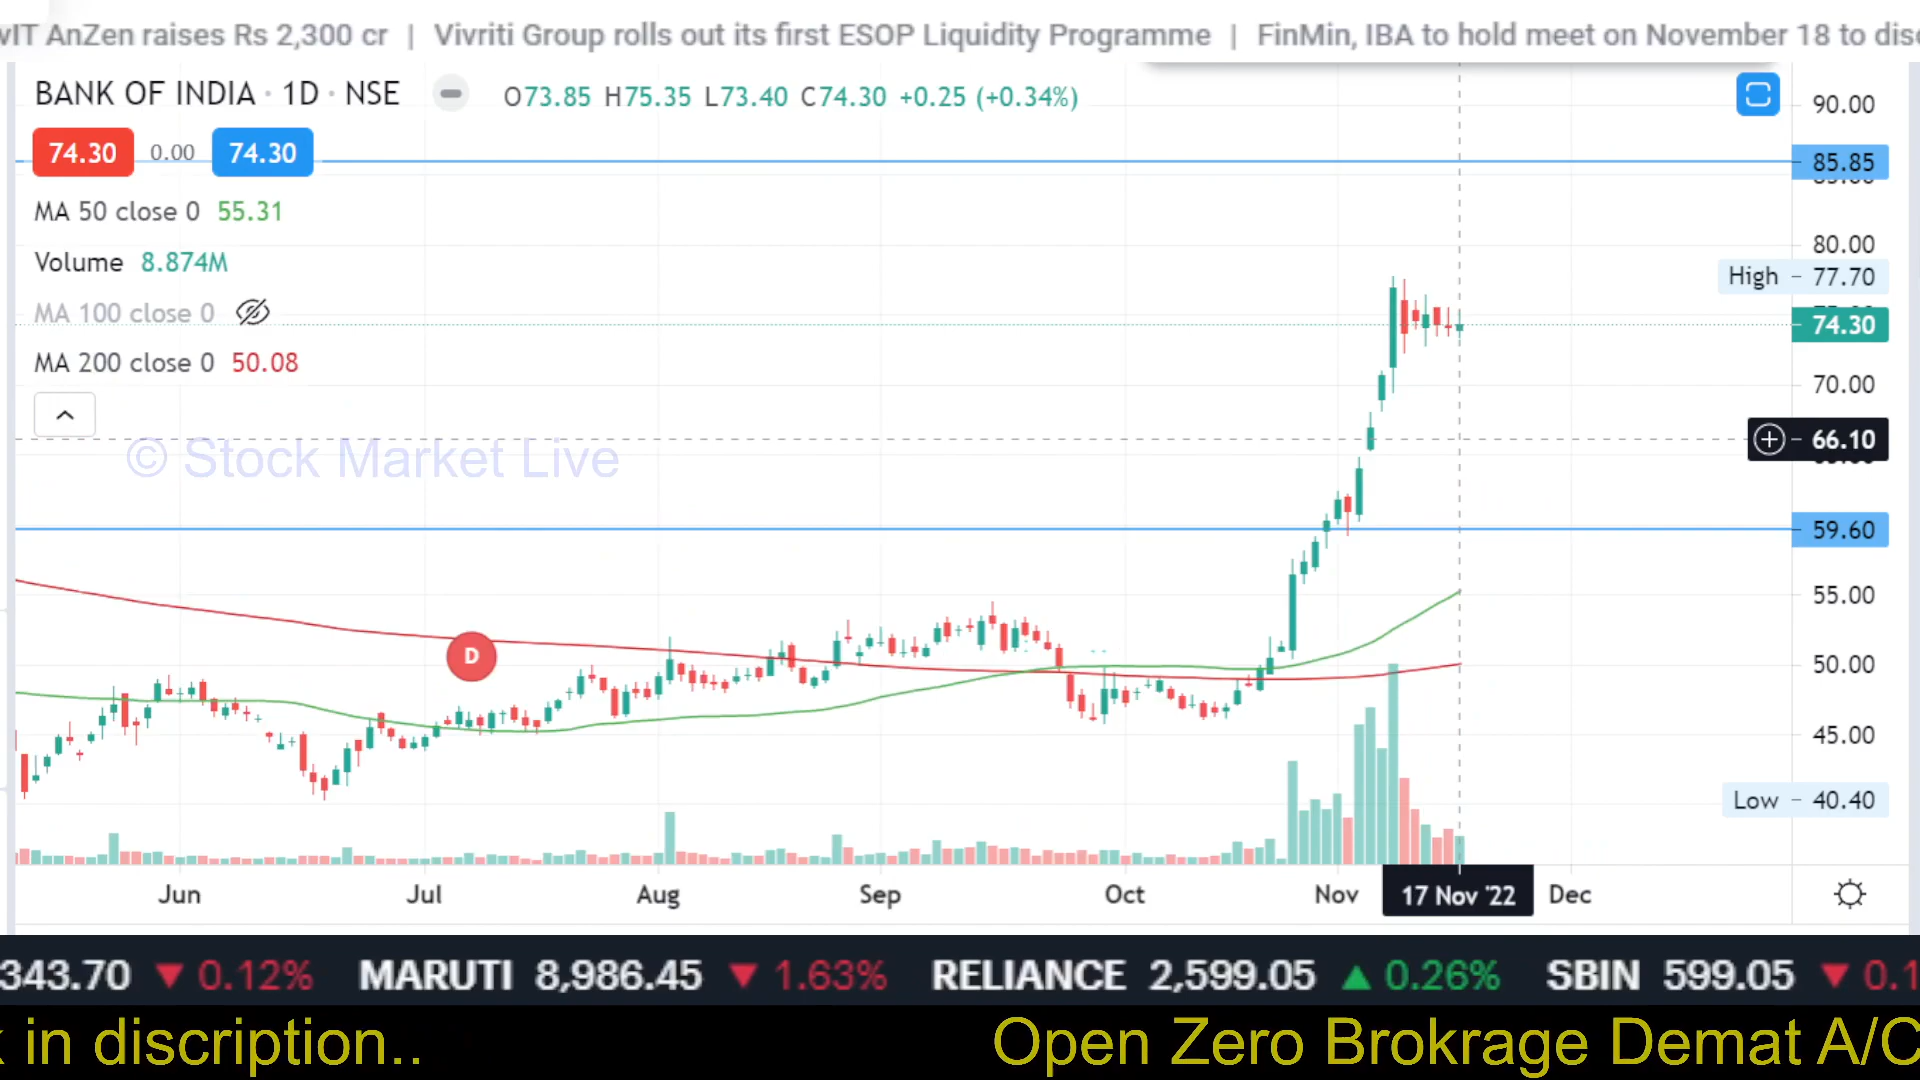 vIT AnZen raises Rs 2,300 cr | Vivriti Group rolls out its first ESOP Liquidity Programme | FinMin, IBA to hold meet on November 18 to disc
BANK OF INDIA · 1D · NSE O73.85 H75.35 L73.40 C74.30 +0.25 (+0.34%)
90.00
74.30 0.00 74.30
85.85
MA 50 close 0 55.31
80.00
Volume 8.874M
High - 77.70
MA 100 close 0
74.30
MA 200 close 0 50.08
70.00
66.10
© Stock Market Live
59.60
55.00
D
50.00
45.00
Low - 40.40
Jun Jul Aug Sep Oct Nov 17 Nov '22 Dec
343.70 ▼ 0.12% MARUTI 8,986.45 ▼ 1.63% RELIANCE 2,599.05 ▲ 0.26% SBIN 599.05 ▼ 0.1
in discription.. Open Zero Brokrage Demat A/C